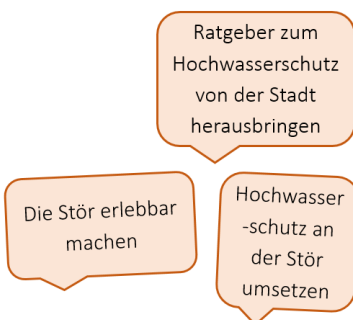 Ratgeber zum
Hochwasserschutz
von der Stadt
herausbringen
Die Stör erlebbar
machen
Hochwasser
-schutz an
der Stör
umsetzen